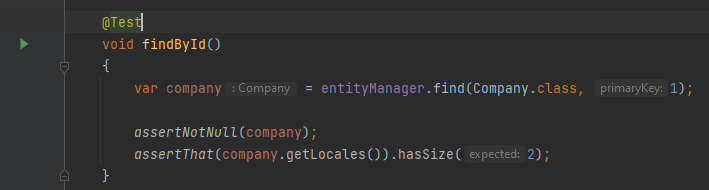 @Test
void findById()
{
var company : Company = entityManager.find(Company.class, primaryKey: 1);
assertNotNull(company);
assertThat(company.getLocales()).hasSize( expected: 2);
}